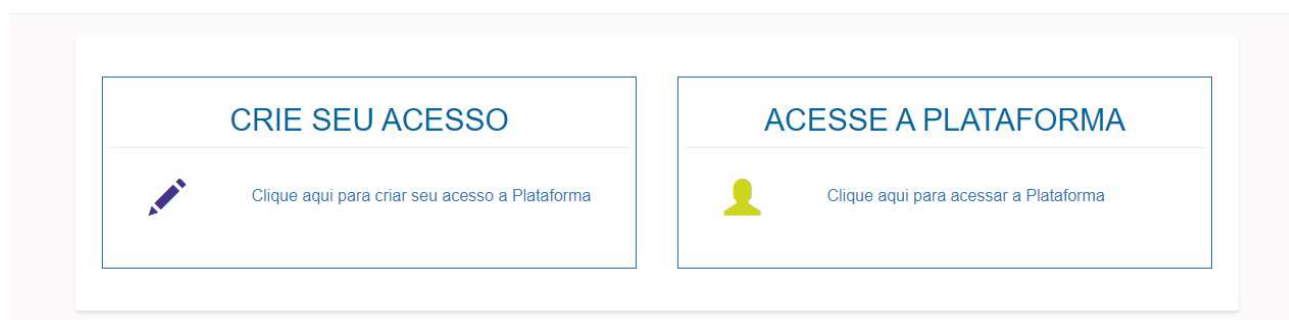 CRIE SEU ACESSO
Clique aqui para criar seu acesso a Plataforma
ACESSE A PLATAFORMA
Clique aqui para acessar a Plataforma